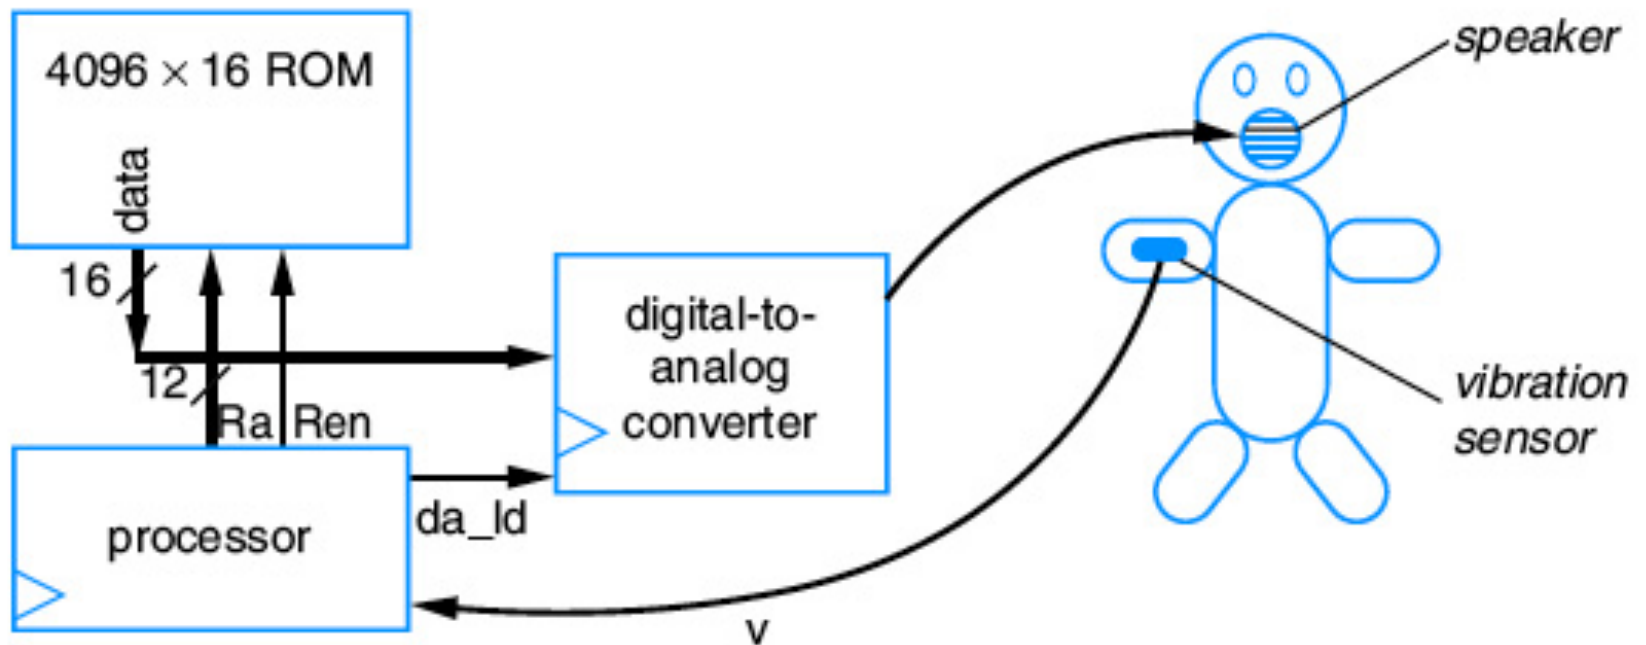 4096 × 16 ROM
data
16
12
Ra
Ren
processor
da_ld
digital-to-
analog
converter
v
speaker
vibration
sensor